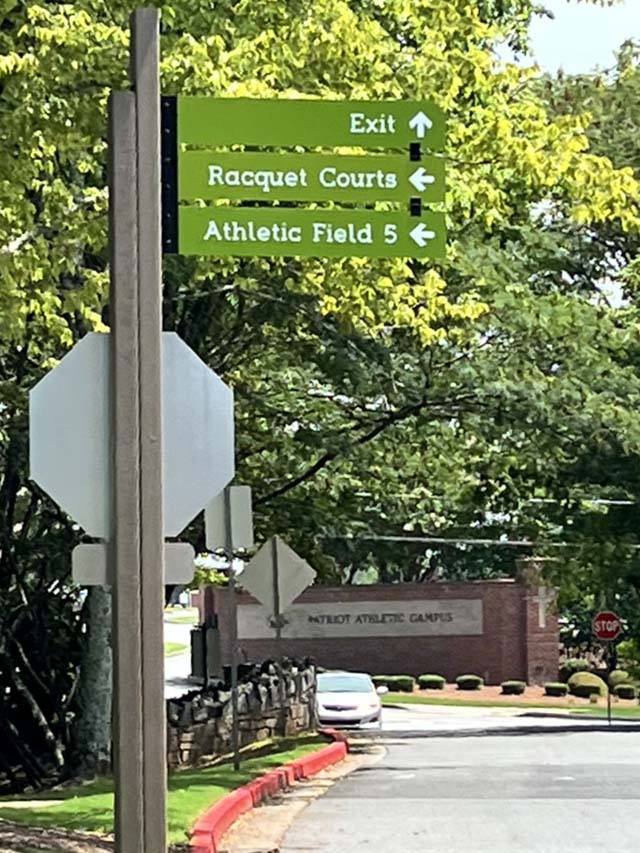 Exit ↑
Racquet Courts ←
Athletic Field 5 ←
PATRIOT ATHLETIC CAMPUS
STOP